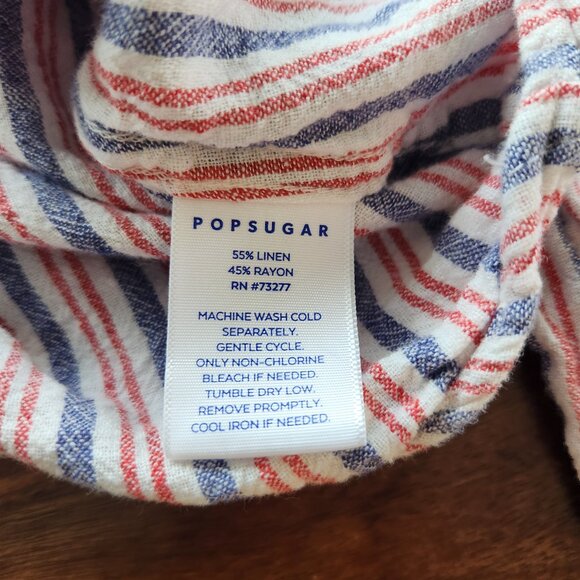 POPSUGAR
55% LINEN
45% RAYON
RN #73277
MACHINE WASH COLD
SEPARATELY.
GENTLE CYCLE.
ONLY NON-CHLORINE
BLEACH IF NEEDED.
TUMBLE DRY LOW.
REMOVE PROMPTLY.
COOL IRON IF NEEDED.